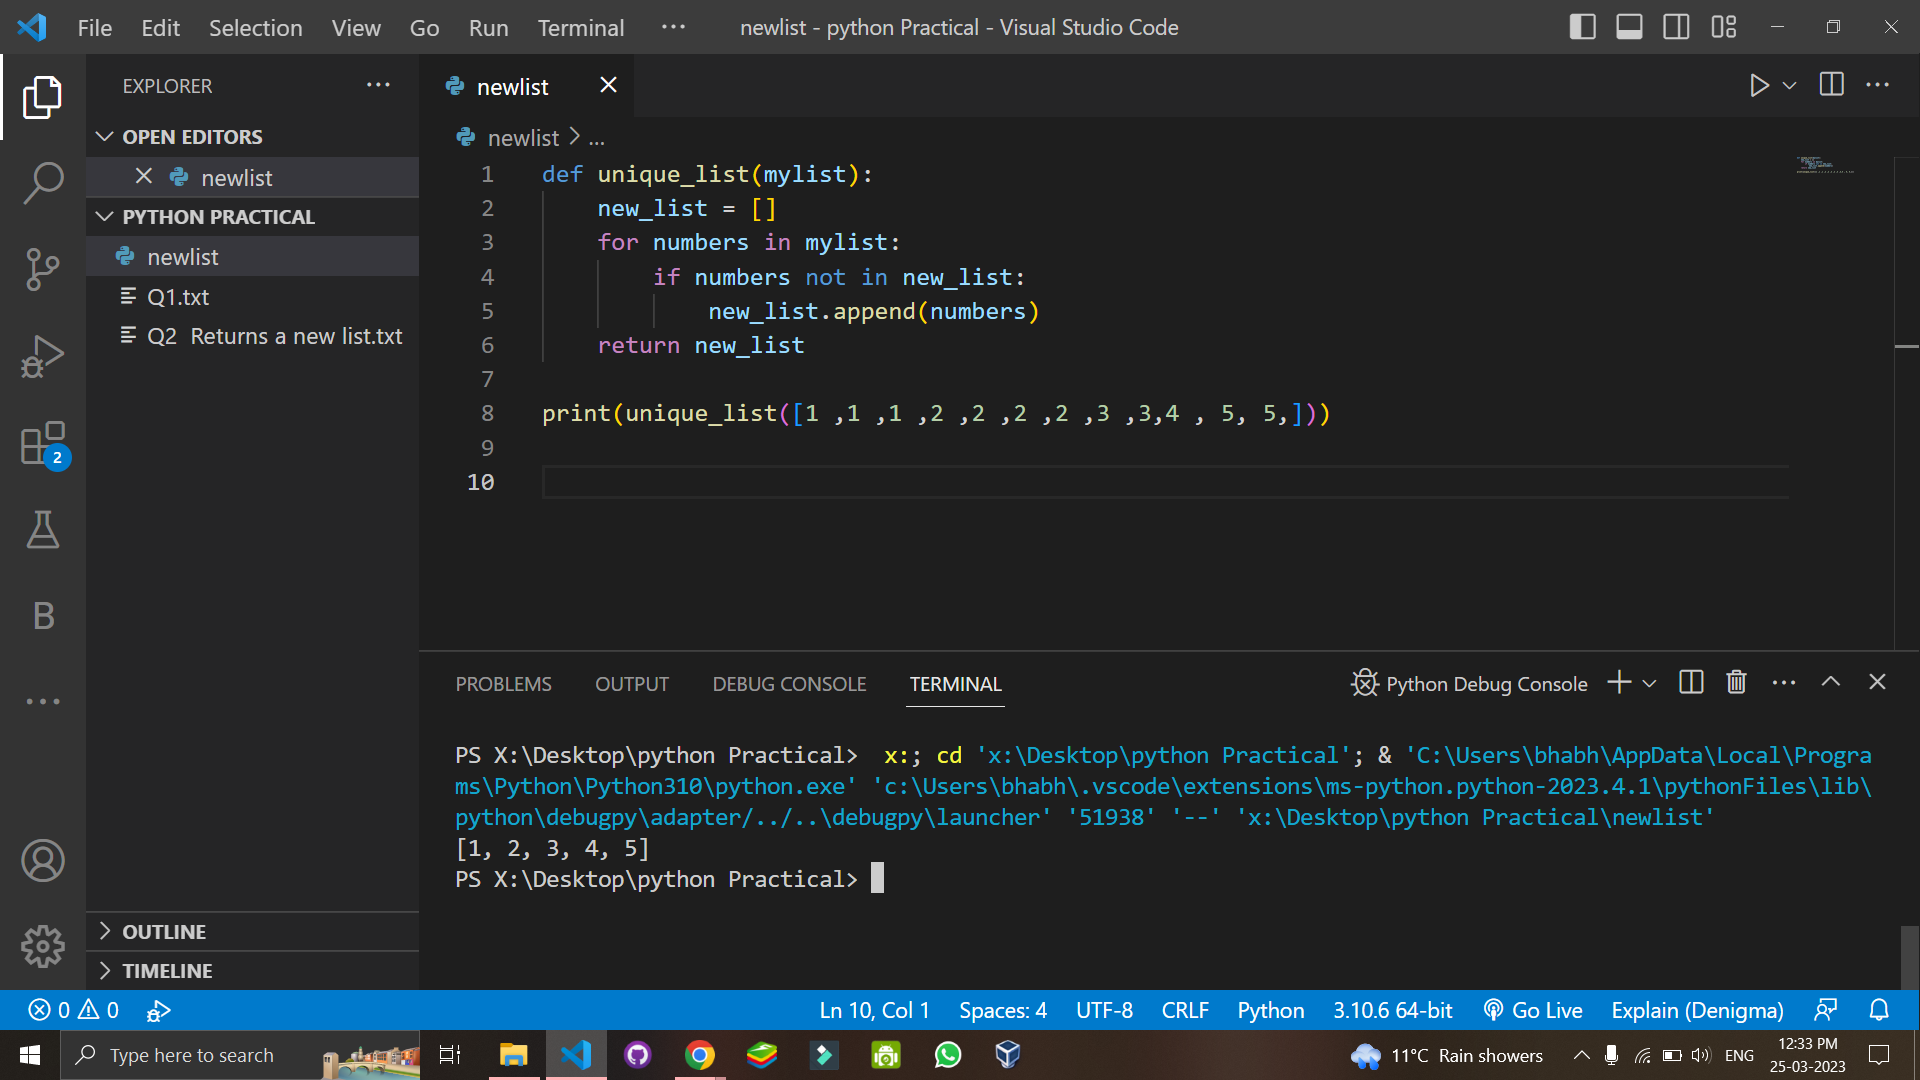 File Edit Selection View Go Run Terminal ··· newlist - python Practical - Visual Studio Code
EXPLORER ···
OPEN EDITORS
newlist
PYTHON PRACTICAL
newlist
Q1.txt
Q2  Returns a new list.txt
OUTLINE
TIMELINE
2
B
newlist
newlist > ...
1 def unique_list(mylist):
2     new_list = []
3     for numbers in mylist:
4         if numbers not in new_list:
5             new_list.append(numbers)
6     return new_list
7
8 print(unique_list([1 ,1 ,1 ,2 ,2 ,2 ,2 ,3 ,3,4 , 5, 5,]))
9
10
PROBLEMS OUTPUT DEBUG CONSOLE TERMINAL Python Debug Console
PS X:\Desktop\python Practical>  x:; cd 'x:\Desktop\python Practical'; & 'C:\Users\bhabh\AppData\Local\Progra
ms\Python\Python310\python.exe' 'c:\Users\bhabh\.vscode\extensions\ms-python.python-2023.4.1\pythonFiles\lib\
python\debugpy\adapter/../..\debugpy\launcher' '51938' '--' 'x:\Desktop\python Practical\newlist'
[1, 2, 3, 4, 5]
PS X:\Desktop\python Practical>
0 0 Ln 10, Col 1 Spaces: 4 UTF-8 CRLF Python 3.10.6 64-bit Go Live Explain (Denigma)
Type here to search 11°C Rain showers ENG 12:33 PM
25-03-2023